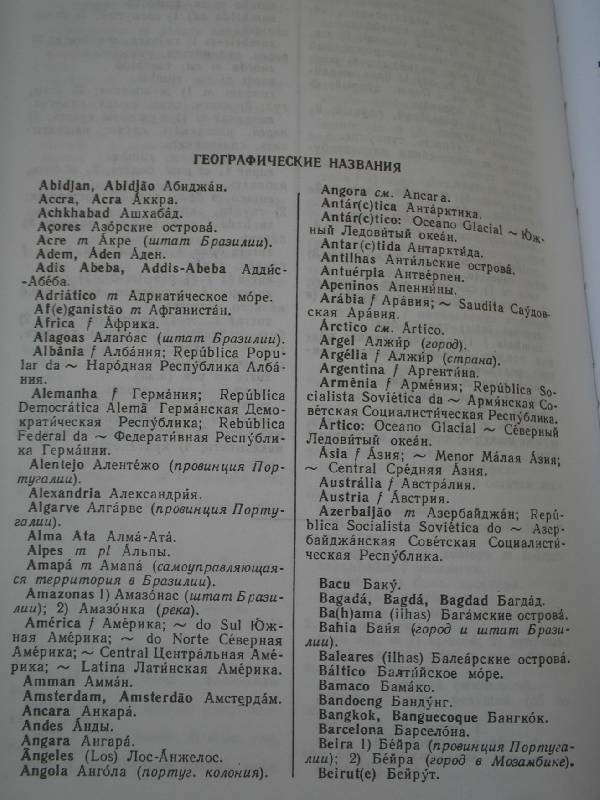 ГЕОГРАФИЧЕСКИЕ НАЗВАНИЯ
Abidjan, Abidjão Абиджа́н.
Accra, Acra А́ккра.
Achkhabad Ашхаба́д.
Açores Азо́рские острова́.
Acre m А́кре (штат Бразилии).
Adem, Áden А́ден.
Adis Abeba, Addis-Abeba Адди́с-
-Абе́ба.
Adriático m Адриати́ческое мо́ре.
Af(e)ganistão m Афганиста́н.
África f А́фрика.
Alagoas Алаго́ас (штат Бразилии).
Albânia f Алба́ния; República Popu-
lar da ~ Наро́дная Респу́блика Алба́-
ния.
Alemanha f Герма́ния; República
Democrática Alemã Герма́нская Демо-
крати́ческая Респу́блика; Rebública
Federal da ~ Федерати́вная Респу́бли-
ка Герма́нии.
Alentejo Аленте́жо (провинция Пор-
тугалии).
Alexandria Александри́я.
Algarve Алга́рве (провинция Порту-
галии).
Alma Ata Алма́-Ата́.
Alpes m pl А́льпы.
Amapá m Амапа́ (самоуправляющая-
ся территория в Бразилии).
Amazonas 1) Амазо́нас (штат Брази-
лии); 2) Амазо́нка (река).
América f Аме́рика; ~ do Sul Ю́ж-
ная Аме́рика; ~ do Norte Се́верная
Аме́рика; ~ Central Центра́льная Аме́-
рика; ~ Latina Лати́нская Аме́рика.
Amman Амма́н.
Amsterdam, Amsterdão Амстерда́м.
Ancara Анкара́.
Andes А́нды.
Angara Ангара́.
Ângeles (Los) Лос-А́нжелос.
Angola Анго́ла (португ. колония).
Angora см. Ancara.
Antár(c)tica Анта́рктика.
Antár(c)tico: Oceano Glacial ~ Ю́ж-
ный Ледови́тый океа́н.
Antar(c)tida Антаркти́да.
Antilhas Анти́льские острова́.
Antuérpia Антве́рпен.
Apeninos Апенни́ны.
Arábia f Ара́вия; ~ Saudita Сау́дов-
ская Ара́вия.
Árctico см. Ártico.
Argel Алжи́р (город).
Argélia f Алжи́р (страна).
Argentina f Аргенти́на.
Armênia f Арме́ния; República So-
cialista Soviética da ~ Армя́нская Со-
ве́тская Социалисти́ческая Респу́блика.
Ártico: Oceano Glacial ~ Се́верный
Ледови́тый океа́н.
Ásia f А́зия; ~ Menor Ма́лая А́зия;
~ Central Сре́дняя А́зия.
Austrália f Австра́лия.
Áustria f А́встрия.
Azerbaijão m Азербайджа́н; Repú-
blica Socialista Soviética do ~ Азер-
байджа́нская Сове́тская Социалисти́-
ческая Респу́блика.
Bacu Баку́.
Bagadá, Bagdá, Bagdad Багда́д.
Ba(h)ama (ilhas) Бага́мские острова́.
Bahia Байя́ (город и штат Брази-
лии).
Baleares (ilhas) Балеа́рские острова́.
Báltico Балти́йское мо́ре.
Bamaco Бама́ко.
Bandoeng Банду́нг.
Bangkok, Banguecoque Бангко́к.
Barcelona Барсело́на.
Beira 1) Бе́йра (провинция Португа-
лии); 2) Бе́йра (город в Мозамбике).
Beirut(e) Бейру́т.